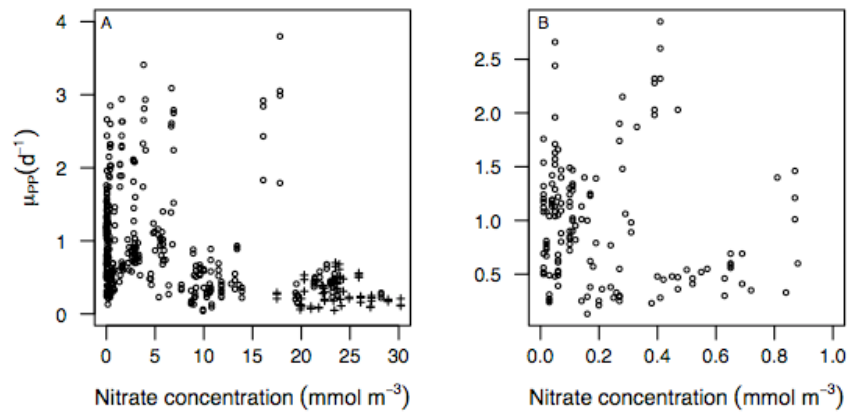 A
4
3
2
1
0
μPP(d⁻¹)
0 5 10 15 20 25 30
Nitrate concentration (mmol m⁻³)
B
2.5
2.0
1.5
1.0
0.5
0.0 0.2 0.4 0.6 0.8 1.0
Nitrate concentration (mmol m⁻³)